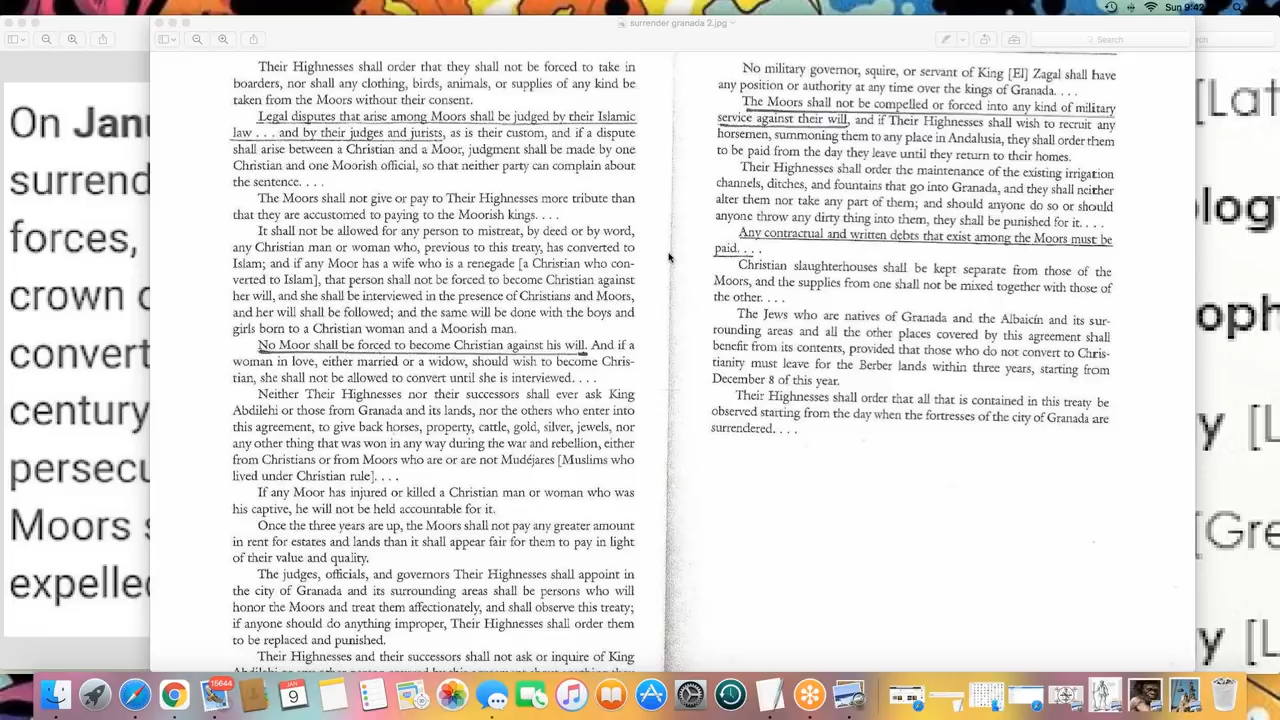 Sun 9:42
surrender granada 2.jpg
Search
rch
On Janu
surrend
forces,
crown o
convert
century
persecu
Moors s
expelled
Their Highnesses shall order that they shall not be forced to take in
boarders, nor shall any clothing, birds, animals, or supplies of any kind be
taken from the Moors without their consent.
Legal disputes that arise among Moors shall be judged by their Islamic
law . . . and by their judges and jurists, as is their custom, and if a dispute
shall arise between a Christian and a Moor, judgment shall be made by one
Christian and one Moorish official, so that neither party can complain about
the sentence. . . .
The Moors shall not give or pay to Their Highnesses more tribute than
that they are accustomed to paying to the Moorish kings. . . .
It shall not be allowed for any person to mistreat, by deed or by word,
any Christian man or woman who, previous to this treaty, has converted to
Islam; and if any Moor has a wife who is a renegade [a Christian who con-
verted to Islam], that person shall not be forced to become Christian against
her will, and she shall be interviewed in the presence of Christians and Moors,
and her will shall be followed; and the same will be done with the boys and
girls born to a Christian woman and a Moorish man.
No Moor shall be forced to become Christian against his will. And if a
woman in love, either married or a widow, should wish to become Chris-
tian, she shall not be allowed to convert until she is interviewed. . . .
Neither Their Highnesses nor their successors shall ever ask King
Abdilehi or those from Granada and its lands, nor the others who enter into
this agreement, to give back horses, property, cattle, gold, silver, jewels, nor
any other thing that was won in any way during the war and rebellion, either
from Christians or from Moors who are or are not Mudéjares [Muslims who
lived under Christian rule]. . . .
If any Moor has injured or killed a Christian man or woman who was
his captive, he will not be held accountable for it.
Once the three years are up, the Moors shall not pay any greater amount
in rent for estates and lands than it shall appear fair for them to pay in light
of their value and quality.
The judges, officials, and governors Their Highnesses shall appoint in
the city of Granada and its surrounding areas shall be persons who will
honor the Moors and treat them affectionately, and shall observe this treaty;
if anyone should do anything improper, Their Highnesses shall order them
to be replaced and punished.
Their Highnesses and their successors shall not ask or inquire of King
No military governor, squire, or servant of King [El] Zagal shall have
any position or authority at any time over the kings of Granada. . . .
The Moors shall not be compelled or forced into any kind of military
service against their will, and if Their Highnesses shall wish to recruit any
horsemen, summoning them to any place in Andalusia, they shall order them
to be paid from the day they leave until they return to their homes.
Their Highnesses shall order the maintenance of the existing irrigation
channels, ditches, and fountains that go into Granada, and they shall neither
alter them nor take any part of them; and should anyone do so or should
anyone throw any dirty thing into them, they shall be punished for it. . . .
Any contractual and written debts that exist among the Moors must be
paid. . . .
Christian slaughterhouses shall be kept separate from those of the
Moors, and the supplies from one shall not be mixed together with those of
the other. . . .
The Jews who are natives of Granada and the Albaicín and its sur-
rounding areas and all the other places covered by this agreement shall
benefit from its contents, provided that those who do not convert to Chris-
tianity must leave for the Berber lands within three years, starting from
December 8 of this year.
Their Highnesses shall order that all that is contained in this treaty be
observed starting from the day when the fortresses of the city of Granada are
surrendered. . . .
[Lat
olog
oph
y [L
[Gre
y [L
15644
JAN
9